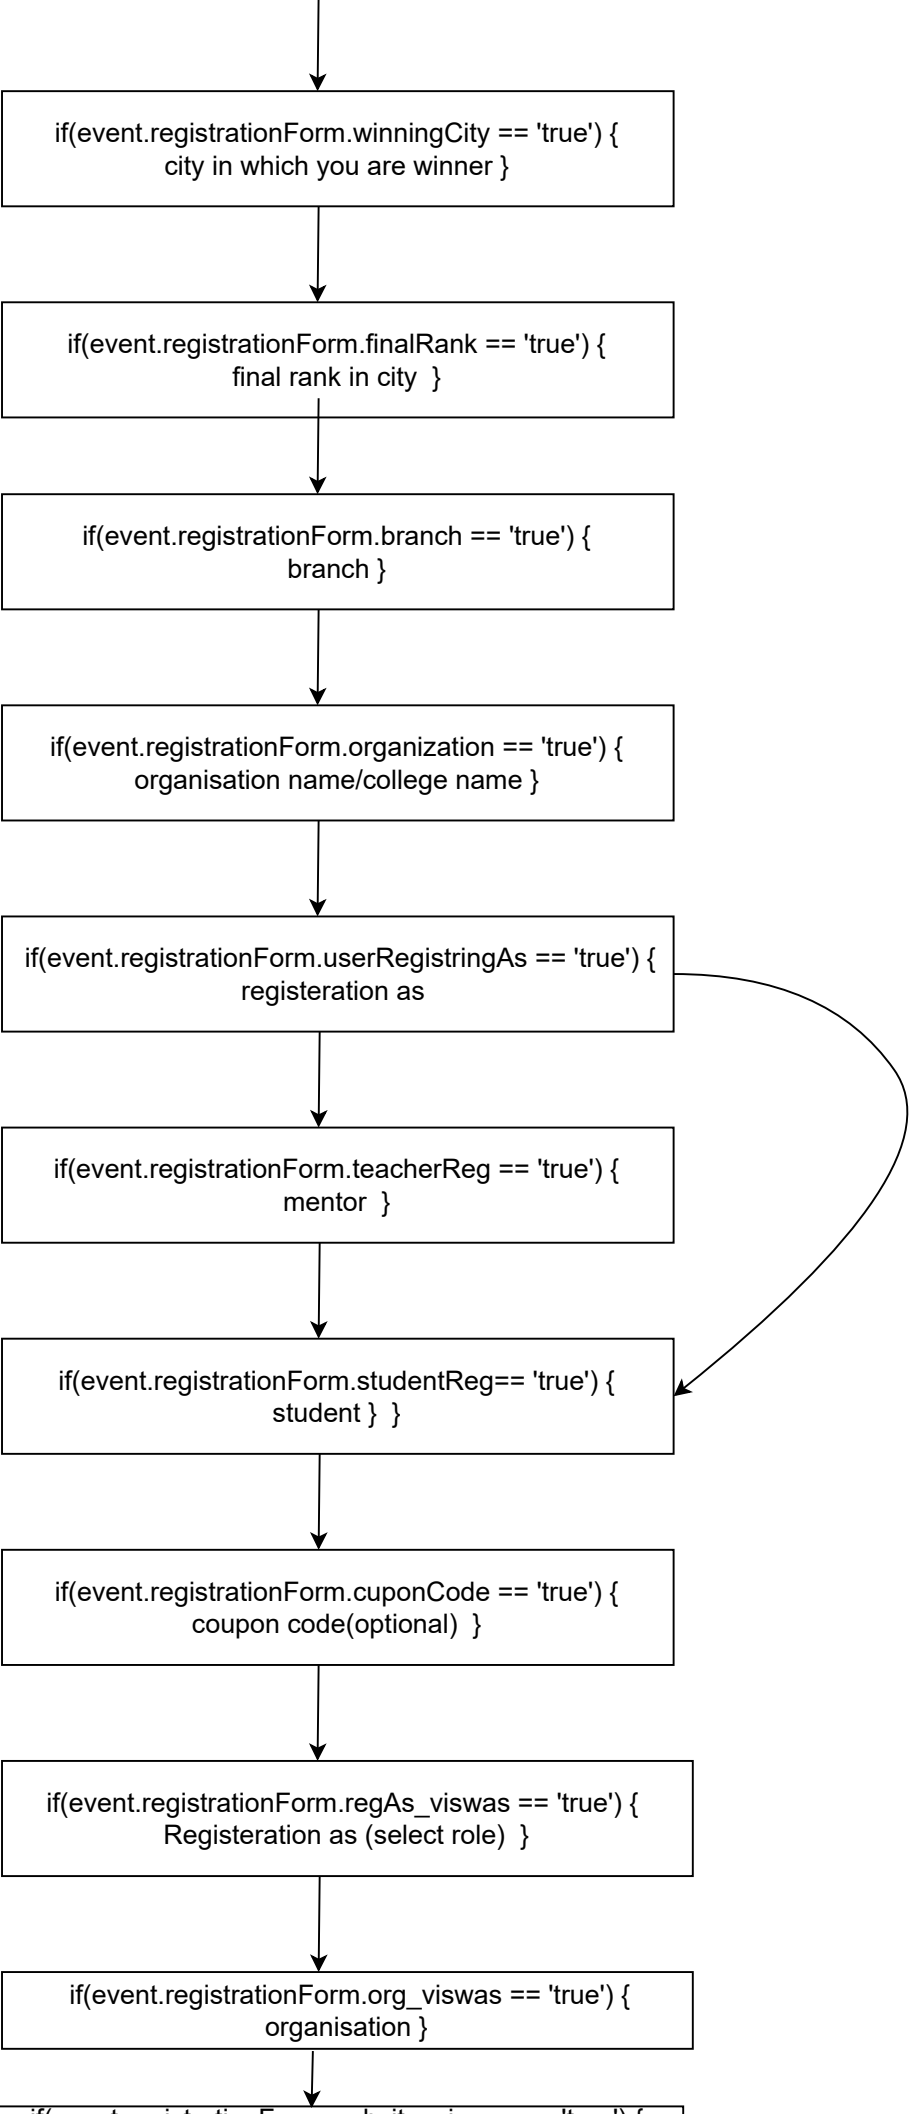 if(event.registrationForm.winningCity == 'true') {
city in which you are winner }
if(event.registrationForm.finalRank == 'true') {
final rank in city  }
if(event.registrationForm.branch == 'true') {
branch }
if(event.registrationForm.organization == 'true') {
organisation name/college name }
if(event.registrationForm.userRegistringAs == 'true') {
registeration as
if(event.registrationForm.teacherReg == 'true') {
mentor  }
if(event.registrationForm.studentReg== 'true') {
student }  }
if(event.registrationForm.cuponCode == 'true') {
coupon code(optional)  }
if(event.registrationForm.regAs_viswas == 'true') {
Registeration as (select role)  }
if(event.registrationForm.org_viswas == 'true') {
organisation }